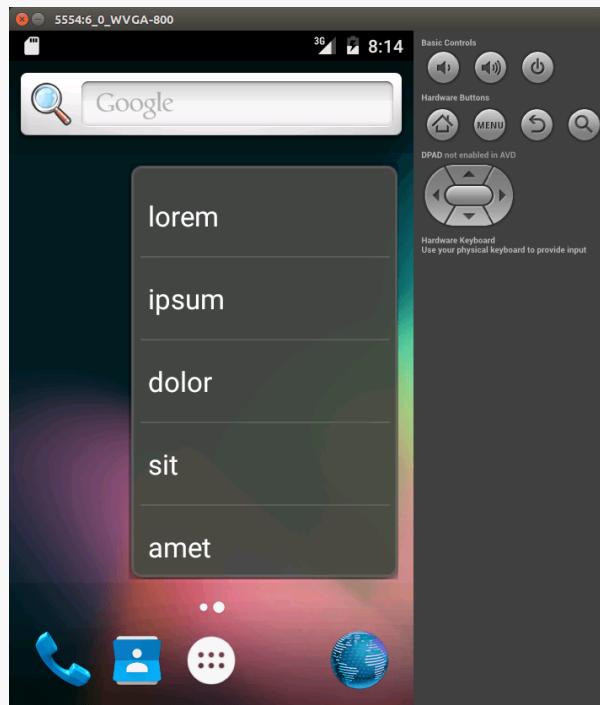 5554:6_0_WVGA-800
3G 8:14
Google
lorem
ipsum
dolor
sit
amet
Basic Controls
Hardware Buttons
MENU
DPAD not enabled in AVD
Hardware Keyboard
Use your physical keyboard to provide input